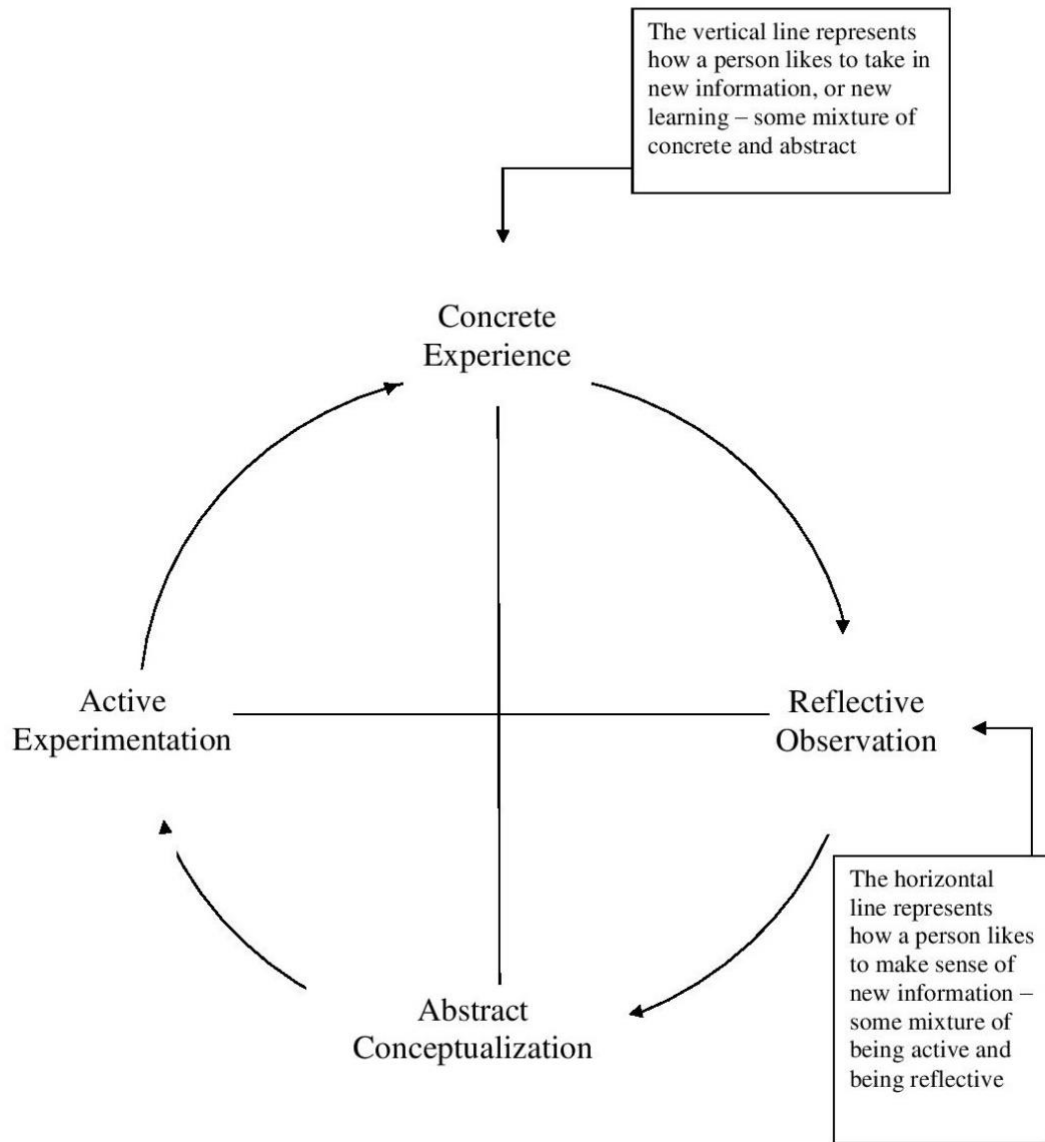 The vertical line represents
how a person likes to take in
new information, or new
learning – some mixture of
concrete and abstract
Concrete
Experience
Active
Experimentation
Reflective
Observation
Abstract
Conceptualization
The horizontal
line represents
how a person likes
to make sense of
new information –
some mixture of
being active and
being reflective